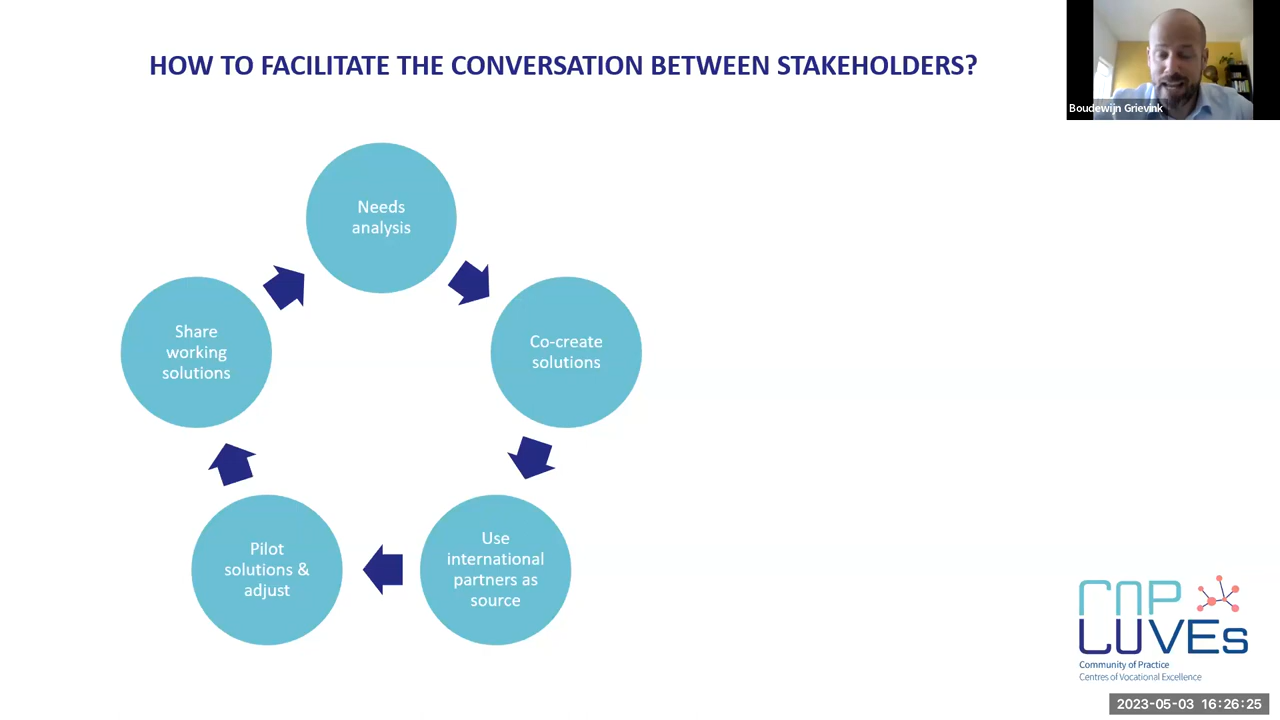 HOW TO FACILITATE THE CONVERSATION BETWEEN STAKEHOLDERS?
Boudewijn Grievink
Needs
analysis
Share
working
solutions
Co-create
solutions
Pilot
solutions &
adjust
Use
international
partners as
source
COP
LOVEs
Community of Practice
Centres of Vocational Excellence
2023-05-03 16:26:25